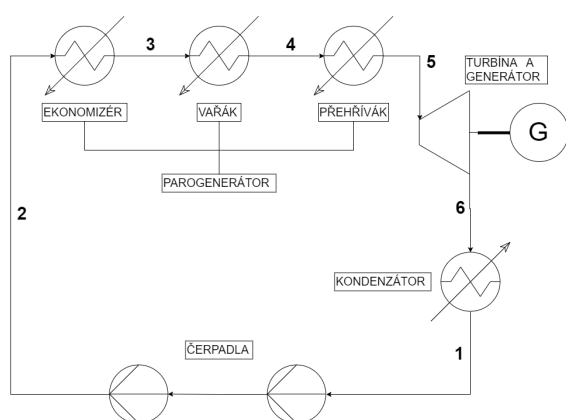 3
4
5
TURBÍNA A
GENERÁTOR
EKONOMIZÉR
VAŘÁK
PŘEHŘÍVÁK
G
PAROGENERÁTOR
2
6
KONDENZÁTOR
ČERPADLA
1